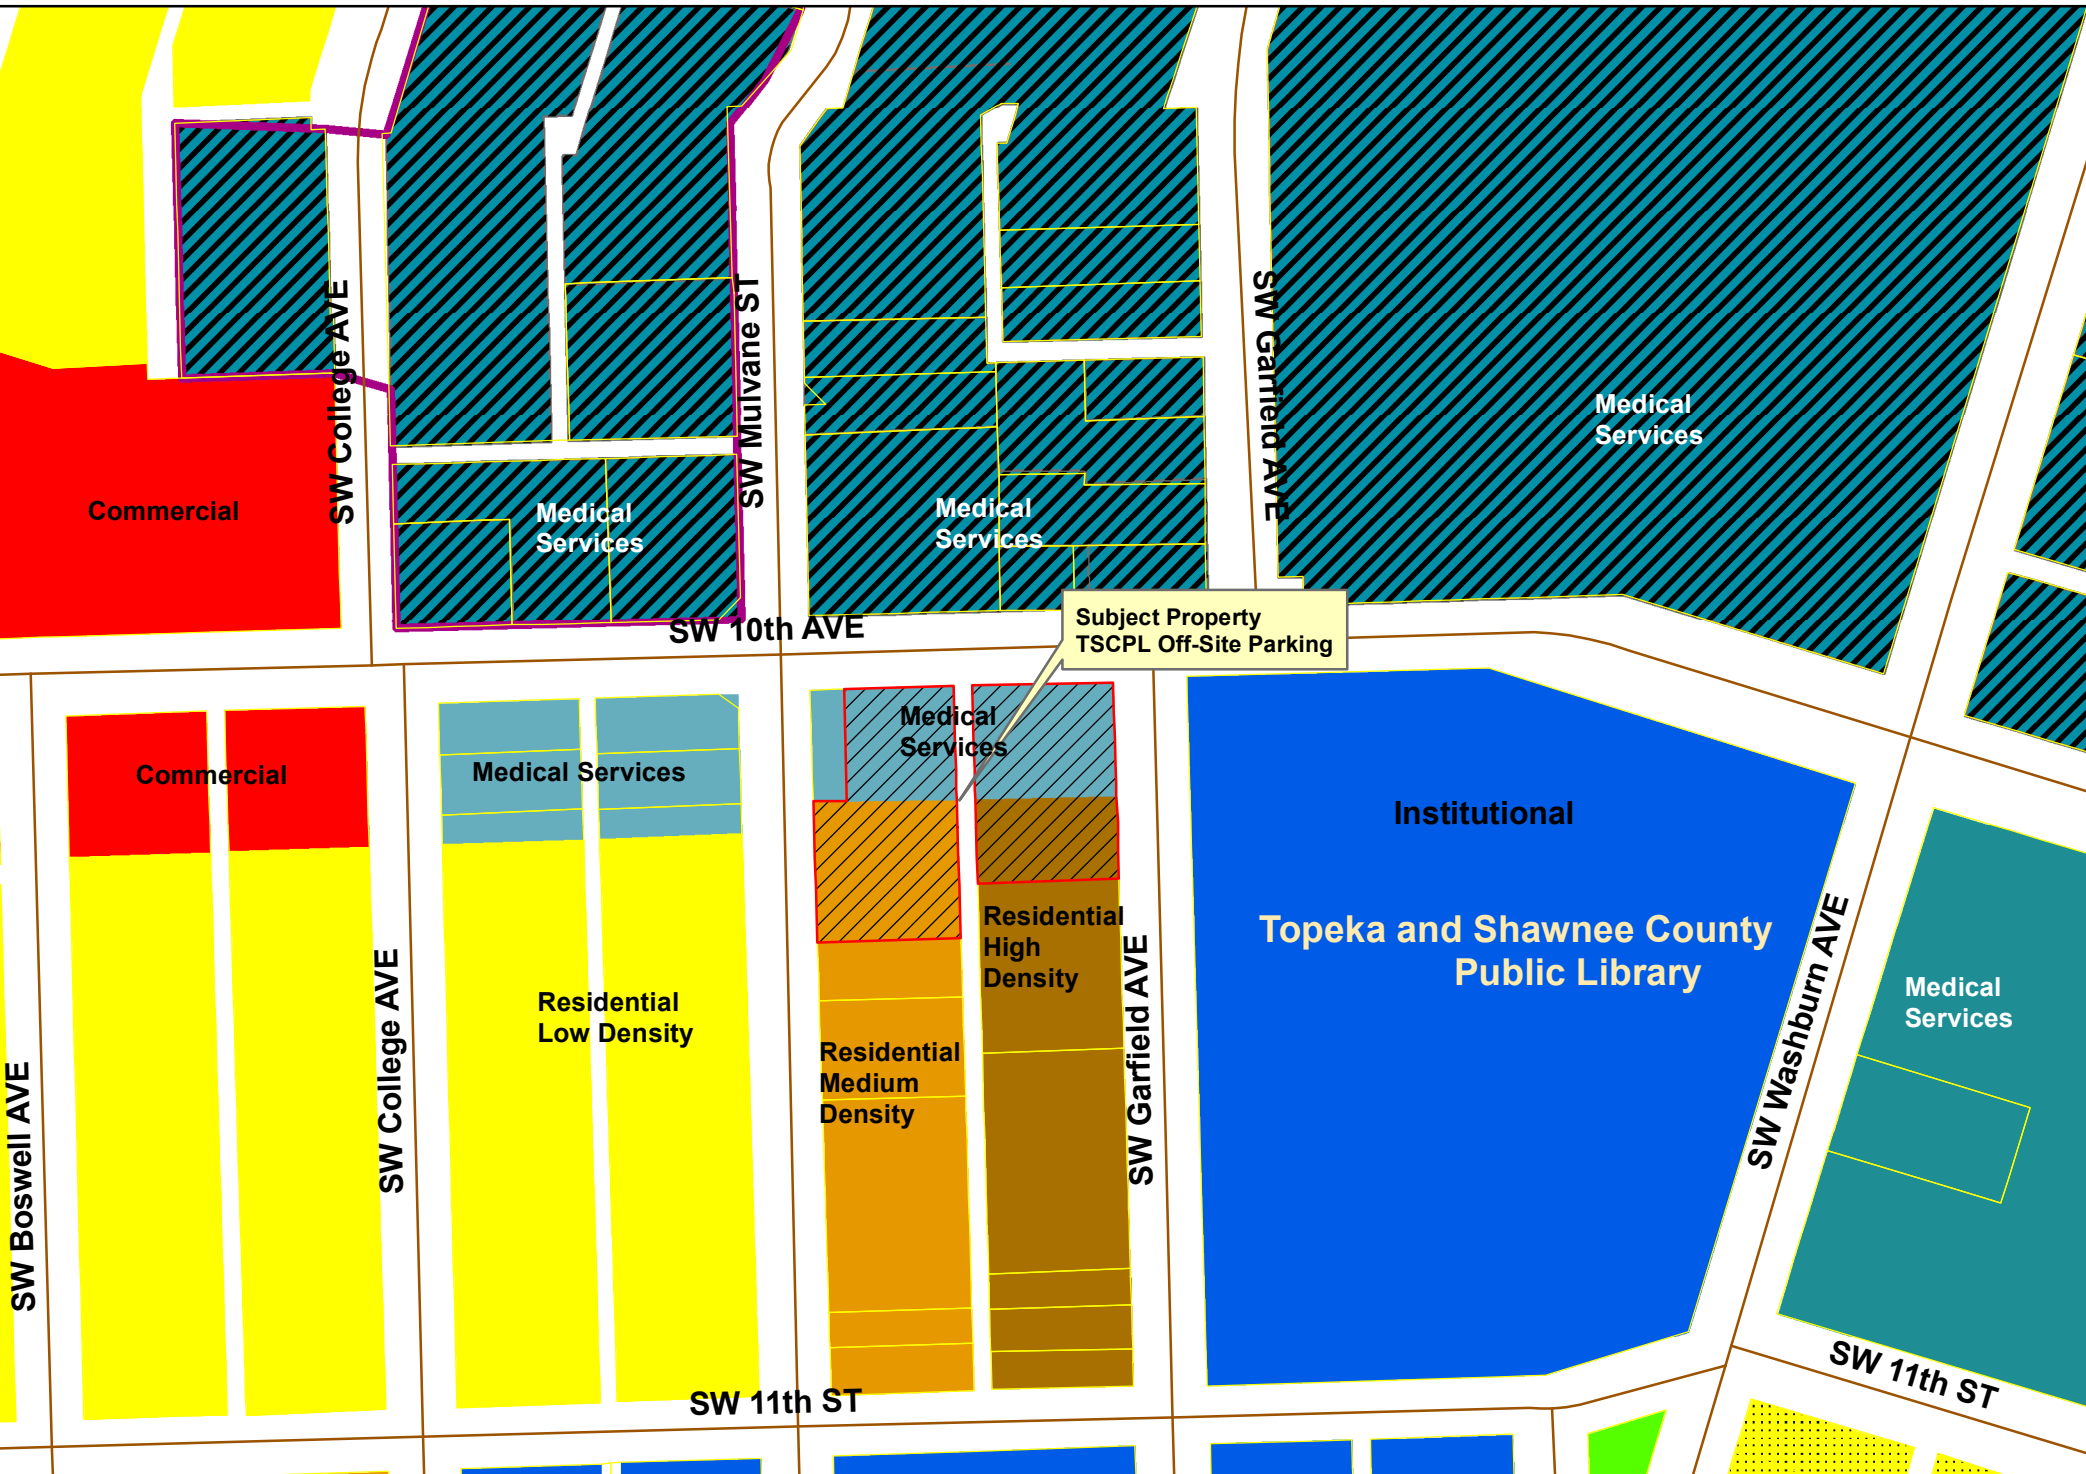 SW College AVE
SW Mulvane ST
SW Garfield AVE
Medical
Services
Commercial
Medical
Services
Medical
Services
Subject Property
TSCPL Off-Site Parking
SW 10th AVE
Medical
Services
Commercial
Medical Services
Institutional
Topeka and Shawnee County
Public Library
Residential
High
Density
Residential
Low Density
Residential
Medium
Density
Medical
Services
SW Boswell AVE
SW College AVE
SW Garfield AVE
SW Washburn AVE
SW 11th ST
SW 11th ST